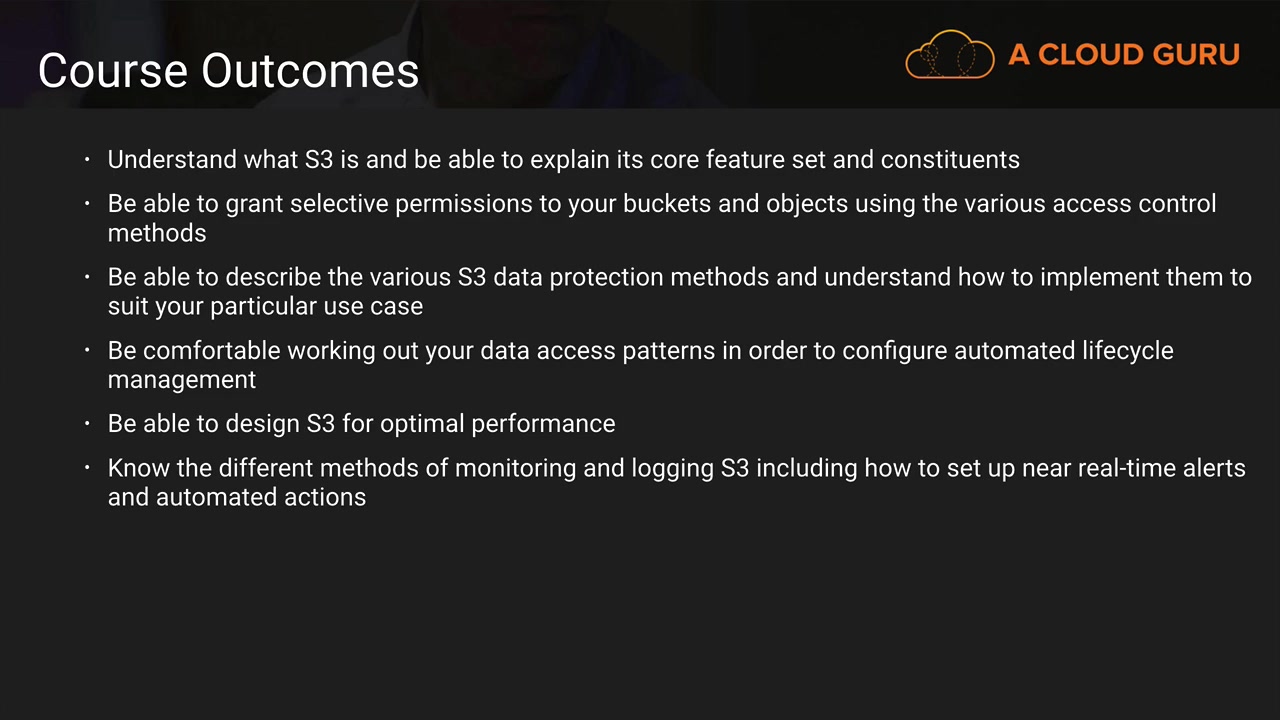 Course Outcomes
A CLOUD GURU
· Understand what S3 is and be able to explain its core feature set and constituents
· Be able to grant selective permissions to your buckets and objects using the various access control
methods
· Be able to describe the various S3 data protection methods and understand how to implement them to
suit your particular use case
· Be comfortable working out your data access patterns in order to configure automated lifecycle
management
· Be able to design S3 for optimal performance
· Know the different methods of monitoring and logging S3 including how to set up near real-time alerts
and automated actions